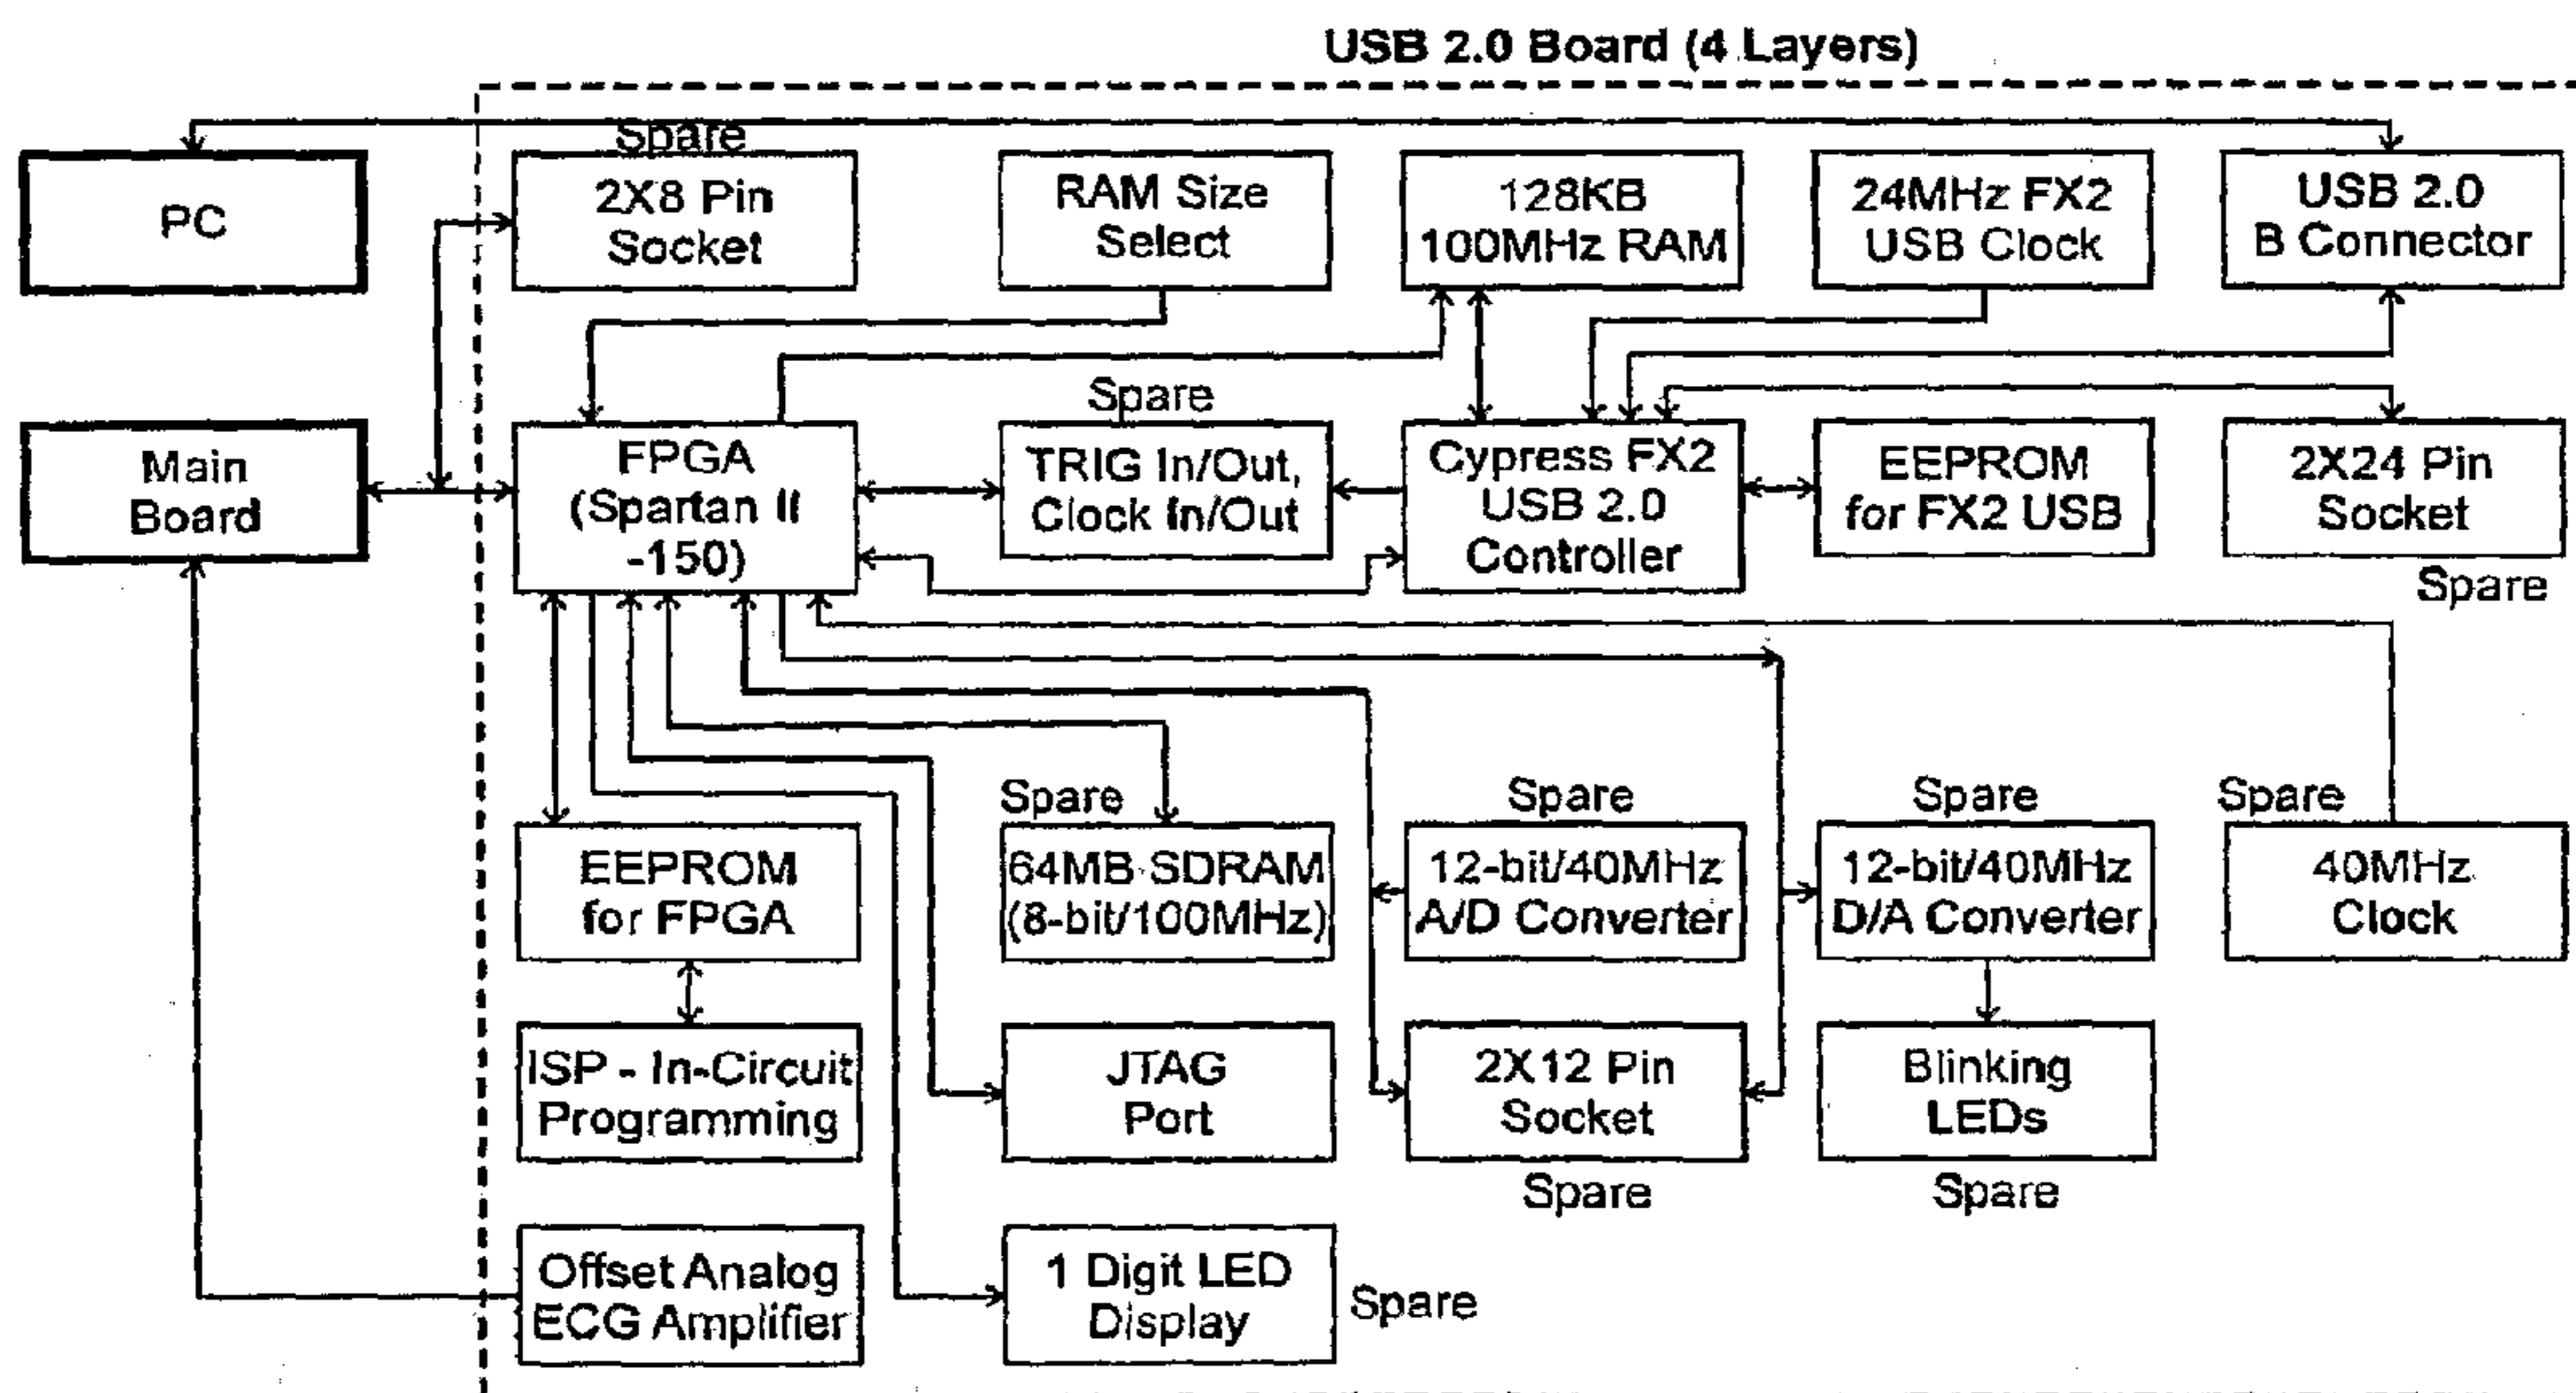 USB 2.0 Board (4 Layers)
Spare
PC
2X8 Pin
Socket
RAM Size
Select
128KB
100MHz RAM
24MHz FX2
USB Clock
USB 2.0
B Connector
Spare
Main
Board
FPGA
(Spartan II
-150)
TRIG In/Out,
Clock In/Out
Cypress FX2
USB 2.0
Controller
EEPROM
for FX2 USB
2X24 Pin
Socket
Spare
Spare
Spare
Spare
Spare
EEPROM
for FPGA
64MB SDRAM
(8-bit/100MHz)
12-bit/40MHz
A/D Converter
12-bit/40MHz
D/A Converter
40MHz
Clock
ISP - In-Circuit
Programming
JTAG
Port
2X12 Pin
Socket
Blinking
LEDs
Spare
Spare
Offset Analog
ECG Amplifier
1 Digit LED
Display
Spare